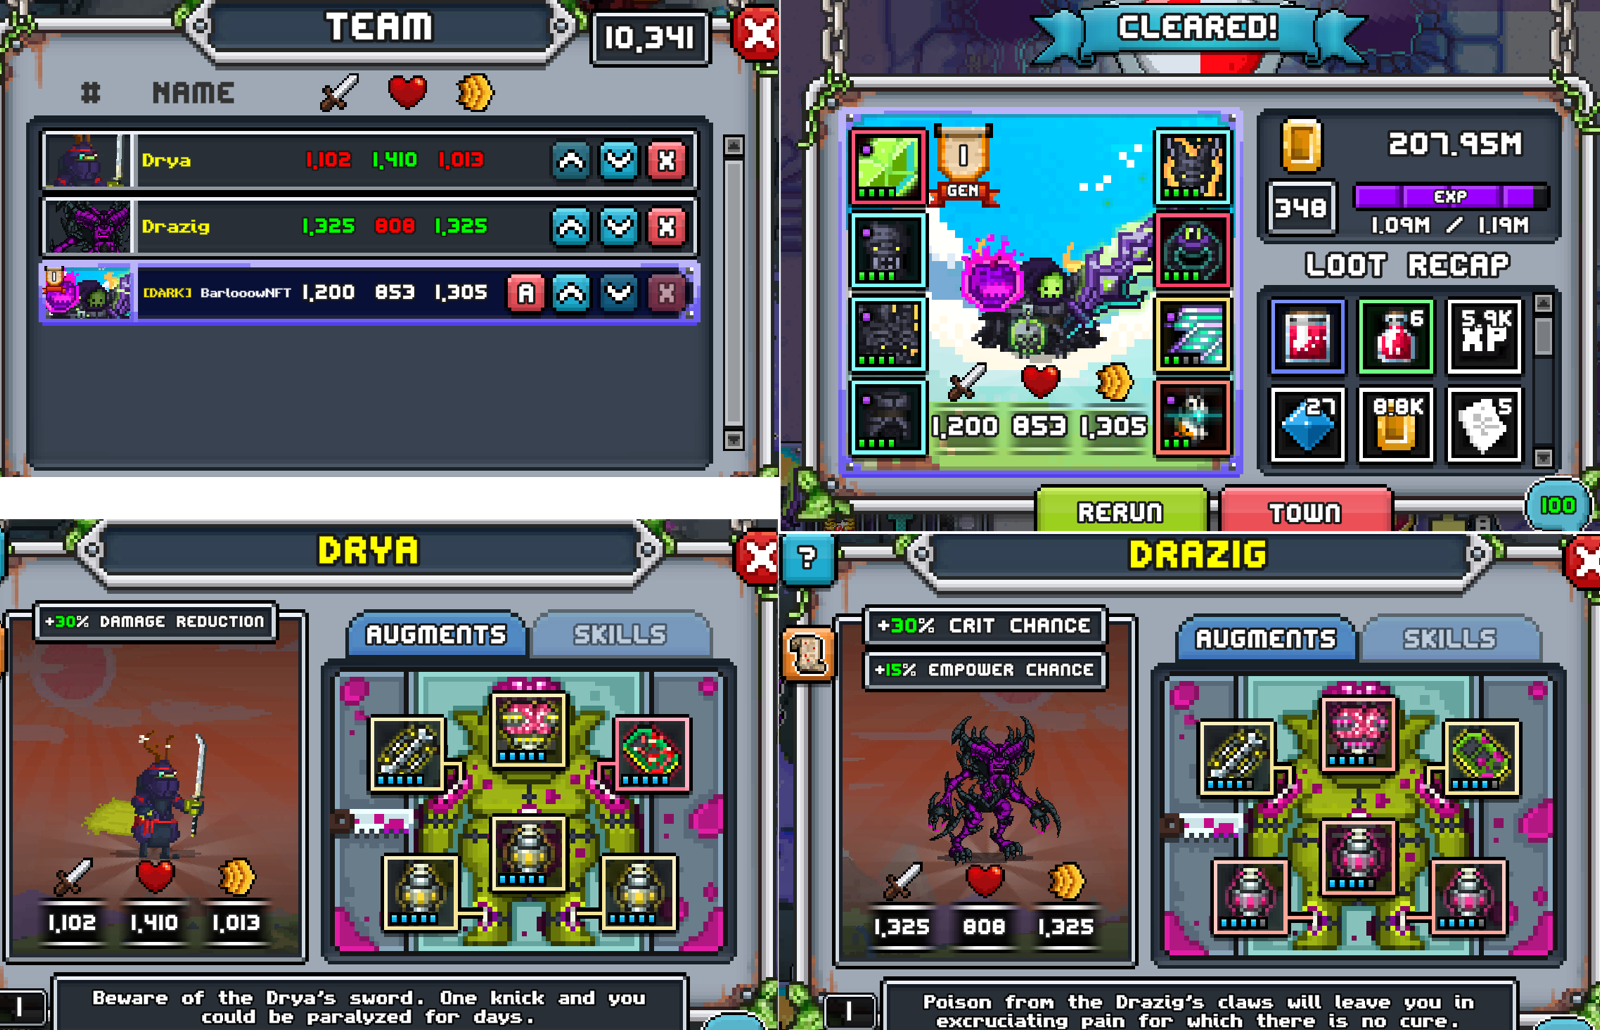 TEAM
10,341
# NAME
Drya 1,102 1,410 1,013
Drazig 1,325 808 1,325
[DARK] BarlooowNFT 1,200 853 1,305 A
CLEARED!
I
GEN
1,200 853 1,305
207.95M
348
EXP
1.09M / 1.19M
LOOT RECAP
6 5.9K
XP
27 8.8K 5
RERUN
TOWN
100
DRYA
+30% DAMAGE REDUCTION
AUGMENTS
SKILLS
1,102 1,410 1,013
I
Beware of the Drya's sword. One knick and you
could be paralyzed for days.
?
DRAZIG
+30% CRIT CHANCE
+15% EMPOWER CHANCE
AUGMENTS
SKILLS
1,325 808 1,325
I
Poison from the Drazig's claws will leave you in
excruciating pain for which there is no cure.